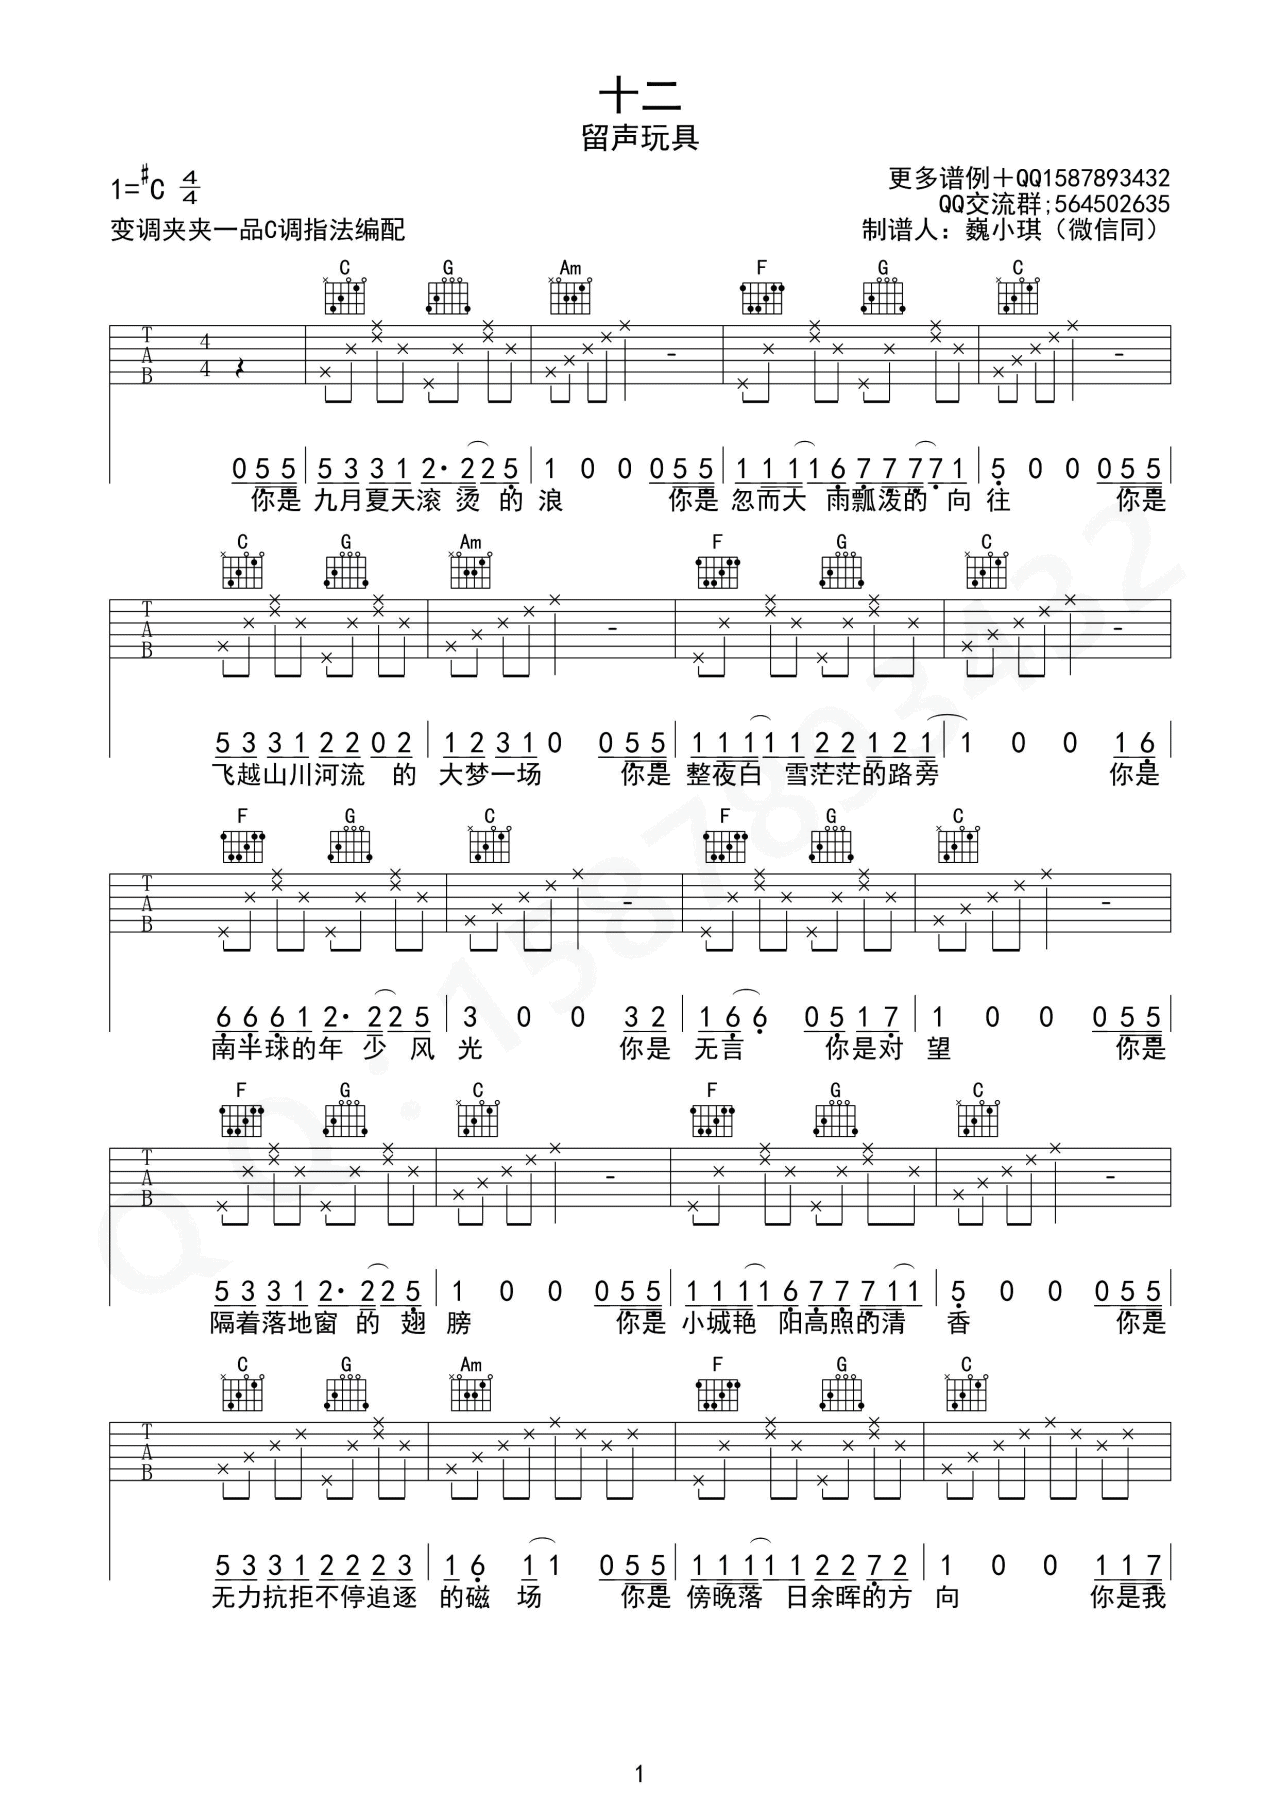 十二
留声玩具
1=#C 4/4
更多谱例＋QQ1587893432
QQ交流群;564502635
变调夹夹一品C调指法编配
制谱人：巍小琪（微信同）
C G Am F G C
T A B 4 4
0 5 5 5 3 3 1 2· 2 2 5 1 0 0 0 5 5 1 1 1 1 6 7 7 7 7 1 5 0 0 0 5 5
你是 九月夏天滚 烫 的 浪 你是 忽而大 雨瓢泼的 向 往 你是
C G Am F G C
T A B
5 3 3 1 2 2 0 2 1 2 3 1 0 0 5 5 1 1 1 1 1 2 2 1 2 1 1 0 0 1 6
飞越山川河流 的 大梦一场 你是 整夜白 雪茫茫的路旁 你是
F G C F G C
T A B
6 6 6 1 2· 2 2 5 3 0 0 3 2 1 6 6 0 5 1 7 1 0 0 0 5 5
南半球的年 少 风 光 你是 无言 你是对 望 你是
F G C F G C
T A B
5 3 3 1 2· 2 2 5 1 0 0 0 5 5 1 1 1 1 6 7 7 7 1 1 5 0 0 0 5 5
隔着落地窗 的 翅 膀 你是 小城艳 阳高照的清 香 你是
C G Am F G C
T A B
5 3 3 1 2 2 2 3 1 6 1 1 0 5 5 1 1 1 1 1 2 2 7 2 1 0 0 1 1 7
无力抗拒不停追逐 的磁 场 你是 傍晚落 日余晖的方 向 你是我
1
QQ:1587893432